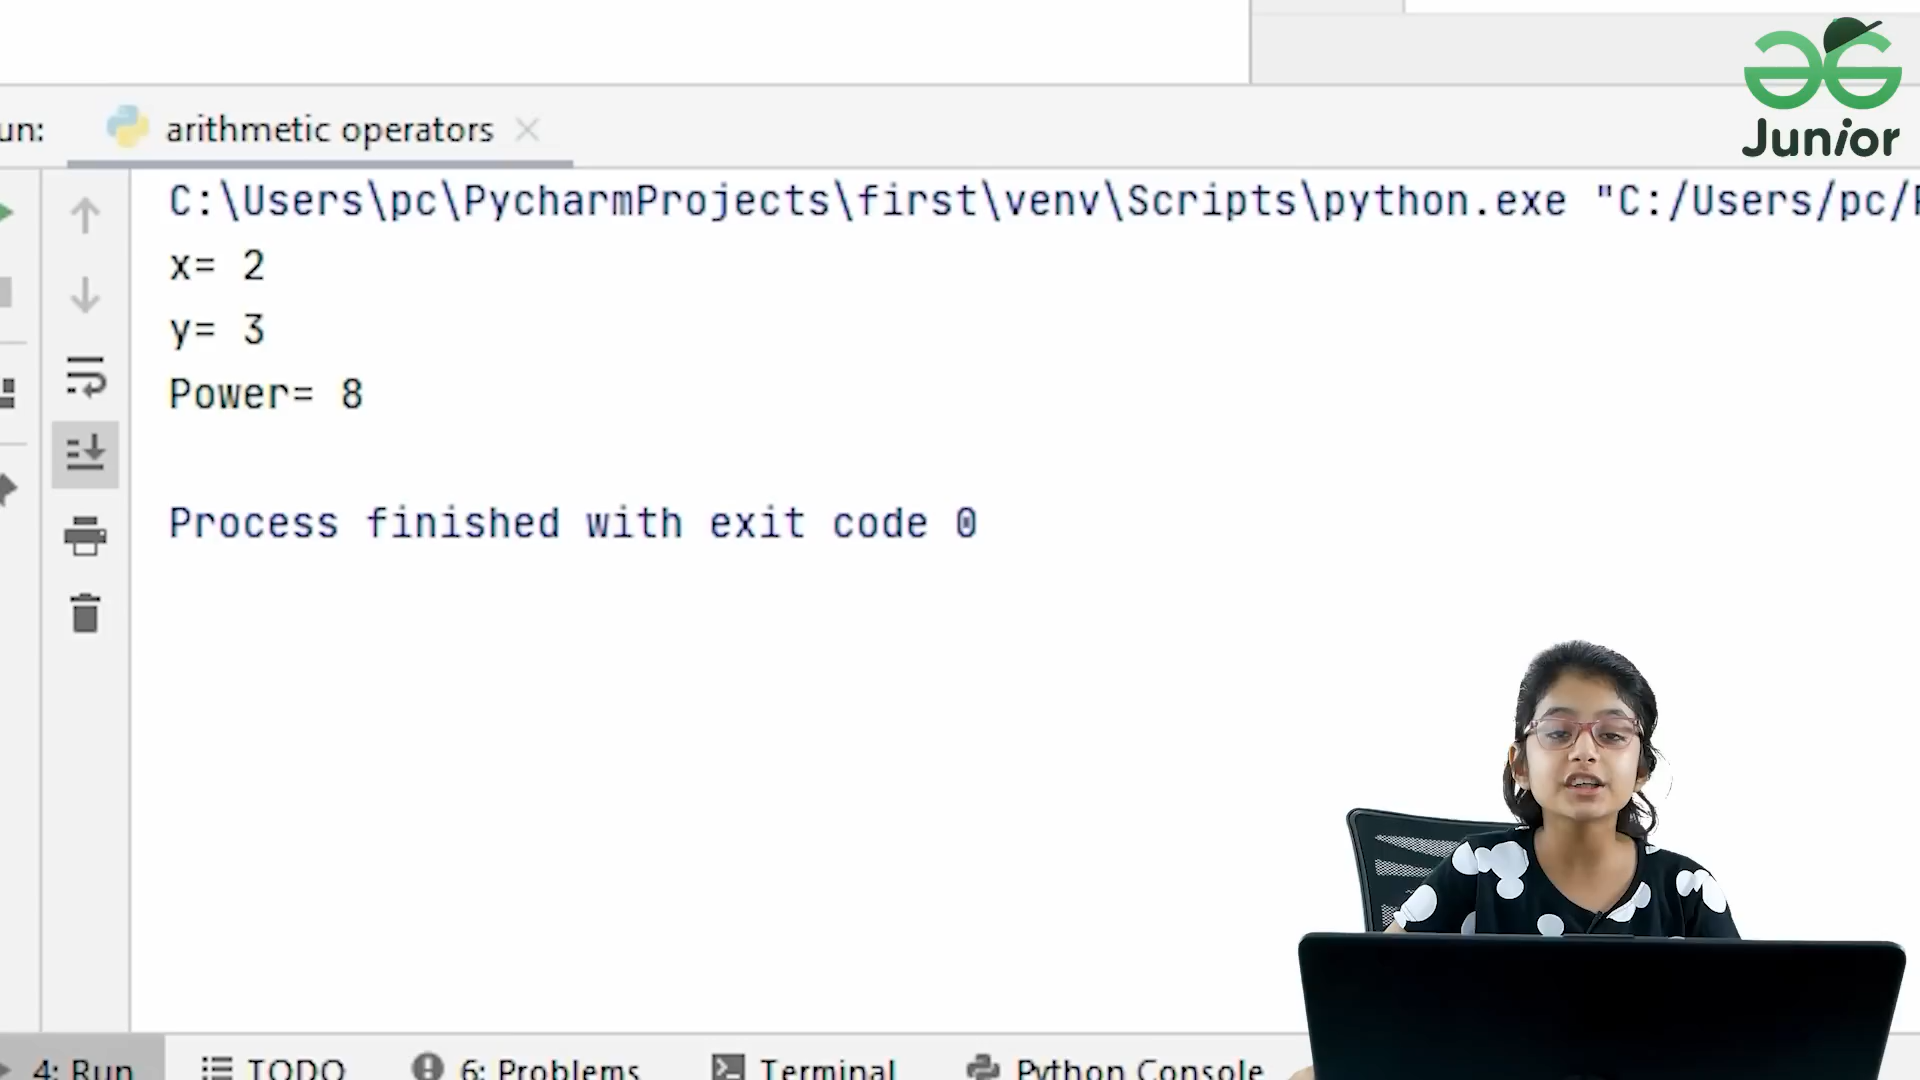 Junior
un:
arithmetic operators
C:\Users\pc\PycharmProjects\first\venv\Scripts\python.exe "C:/Users/pc/
x= 2
y= 3
Power= 8
Process finished with exit code 0
4: Run
TODO
6: Problems
Terminal
Python Console